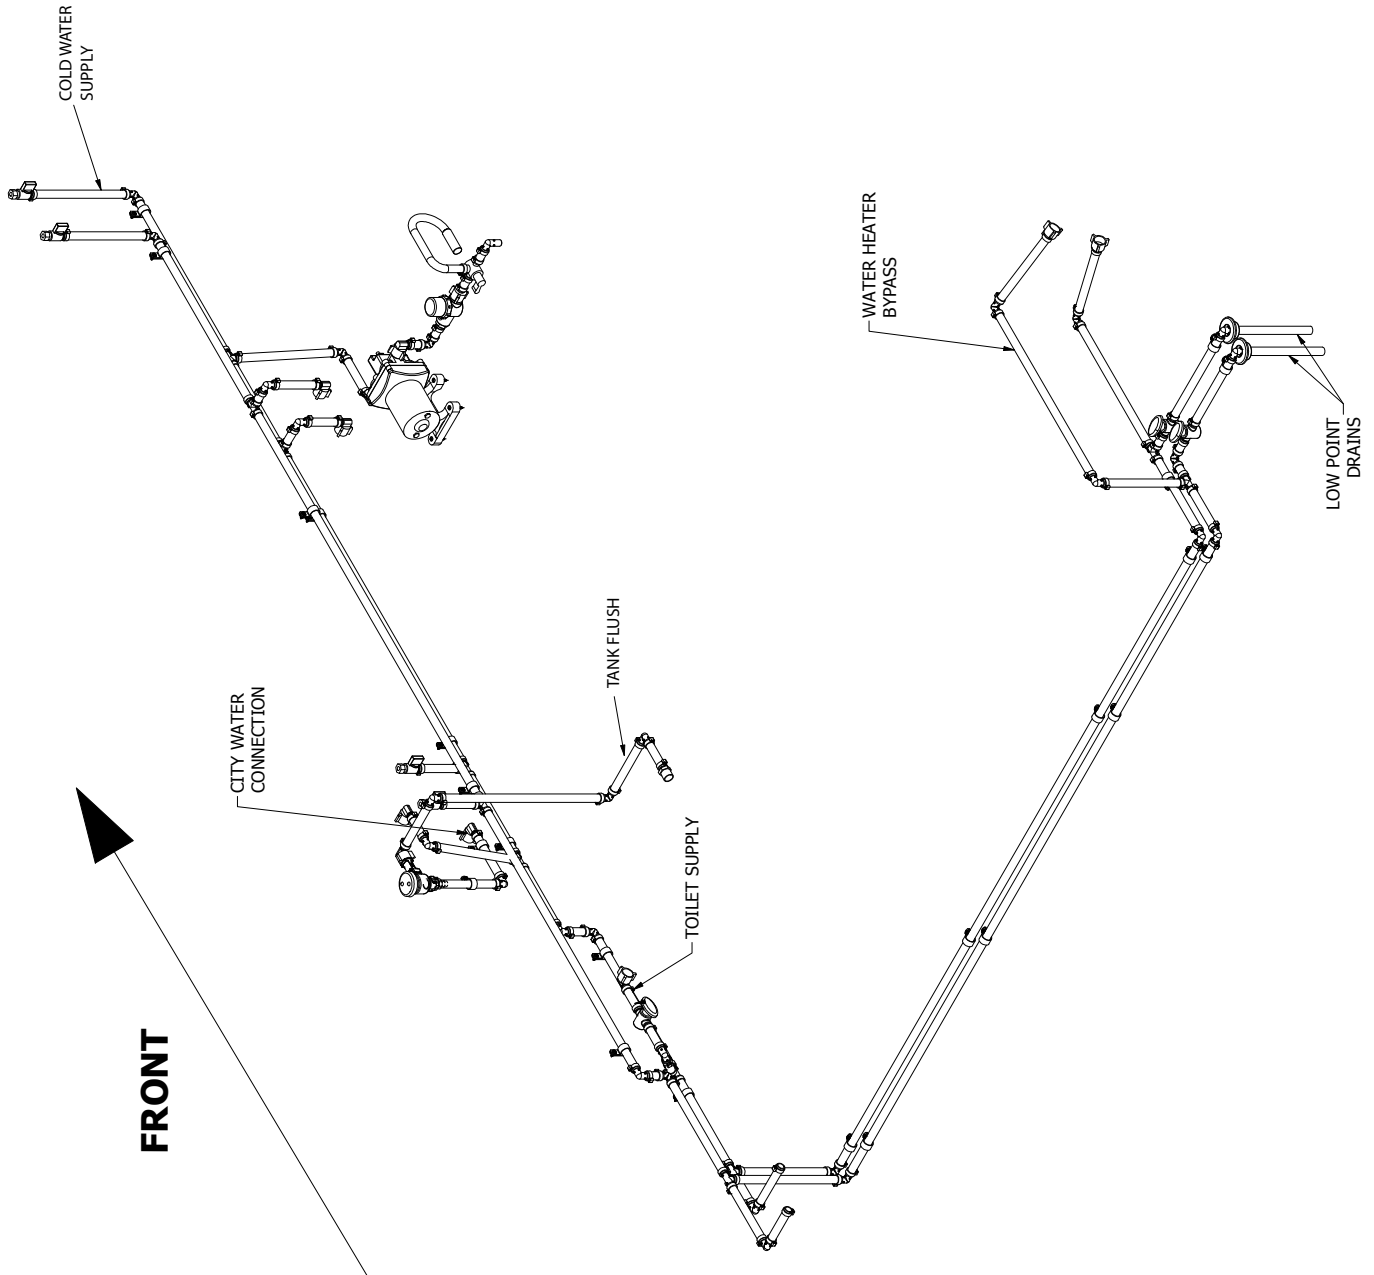 COLD WATER
SUPPLY
WATER HEATER
BYPASS
LOW POINT
DRAINS
TANK FLUSH
CITY WATER
CONNECTION
TOILET SUPPLY
FRONT